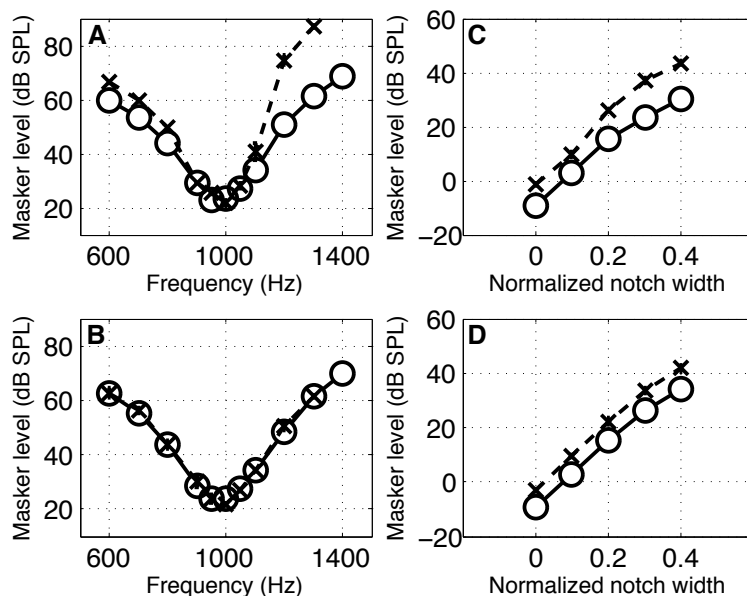 A
Masker level (dB SPL)
80
60
40
20
600
1000
1400
Frequency (Hz)
C
Masker level (dB SPL)
60
40
20
0
−20
0
0.2
0.4
Normalized notch width
B
Masker level (dB SPL)
80
60
40
20
600
1000
1400
Frequency (Hz)
D
Masker level (dB SPL)
60
40
20
0
−20
0
0.2
0.4
Normalized notch width